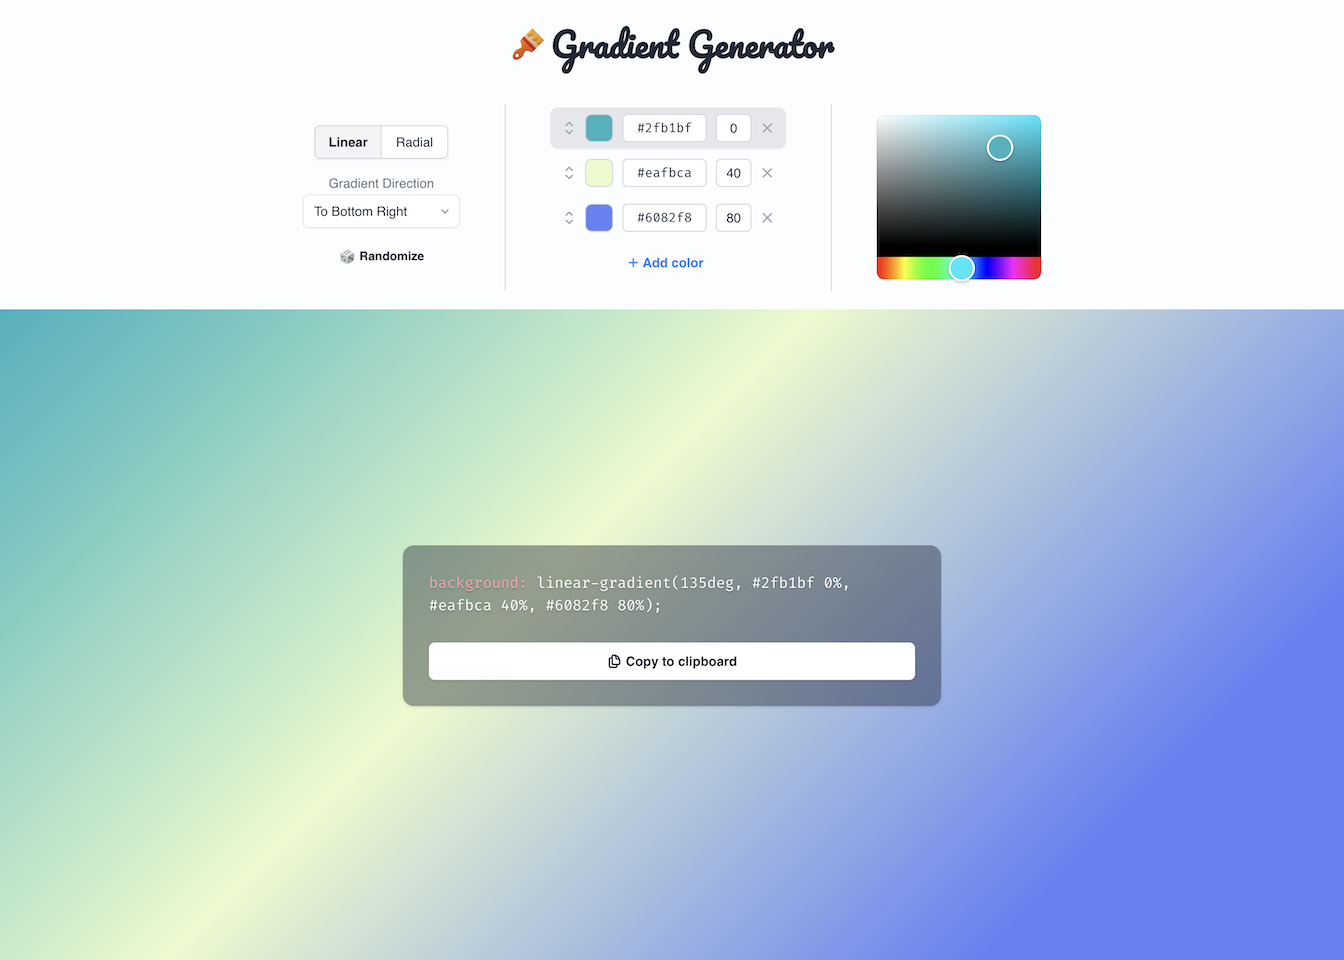 Gradient Generator
Linear Radial
Gradient Direction
To Bottom Right
Randomize
#2fb1bf 0
#eafbca 40
#6082f8 80
+ Add color
background: linear-gradient(135deg, #2fb1bf 0%,
#eafbca 40%, #6082f8 80%);
Copy to clipboard